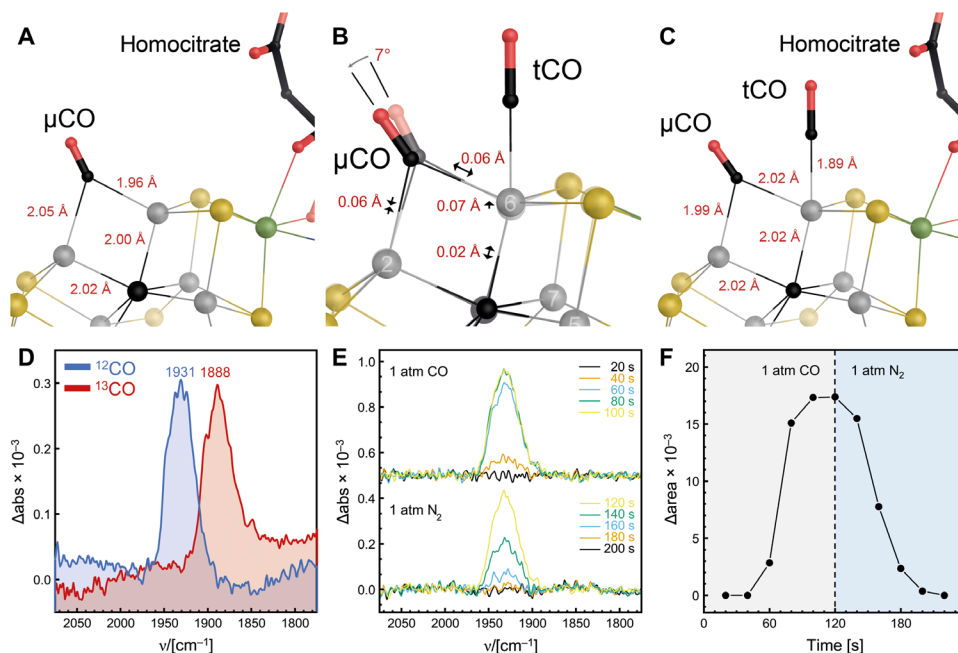 A
Homocitrate
μCO
1.96 Å
2.05 Å
2.00 Å
2.02 Å
B
7°
tCO
μCO
0.06 Å
0.06 Å
0.07 Å
0.02 Å
6
2
7
5
C
Homocitrate
tCO
μCO
1.89 Å
2.02 Å
1.99 Å
2.02 Å
2.02 Å
D
¹²CO
¹³CO
1931
1888
Δabs × 10⁻³
0.3
0.2
0.1
0.0
2050
2000
1950
1900
1850
1800
ν/[cm⁻¹)
E
1 atm CO
20 s
40 s
60 s
80 s
100 s
1 atm N₂
120 s
140 s
160 s
180 s
200 s
Δabs × 10⁻³
1.0
0.8
0.6
0.4
0.2
0.0
2050
2000
1950
1900
1850
1800
ν/[cm⁻¹)
F
1 atm CO
1 atm N₂
Δarea × 10⁻³
20
15
10
5
0
0
60
120
180
Time [s]